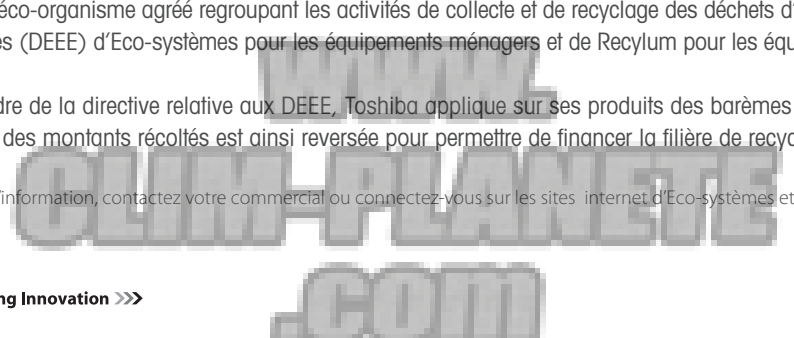 éco-organisme agréé regroupant les activités de collecte et de recyclage des déchets d'
es (DEEE) d'Eco-systèmes pour les équipements ménagers et de Recylum pour les équ
WWW.
dre de la directive relative aux DEEE, Toshiba applique sur ses produits des barèmes
des montants récoltés est ainsi reversée pour permettre de financer la filière de recyc
CLIM-PLANETE
'information, contactez votre commercial ou connectez-vous sur les sites internet d'Eco-systèmes et
.com
ng Innovation >>>